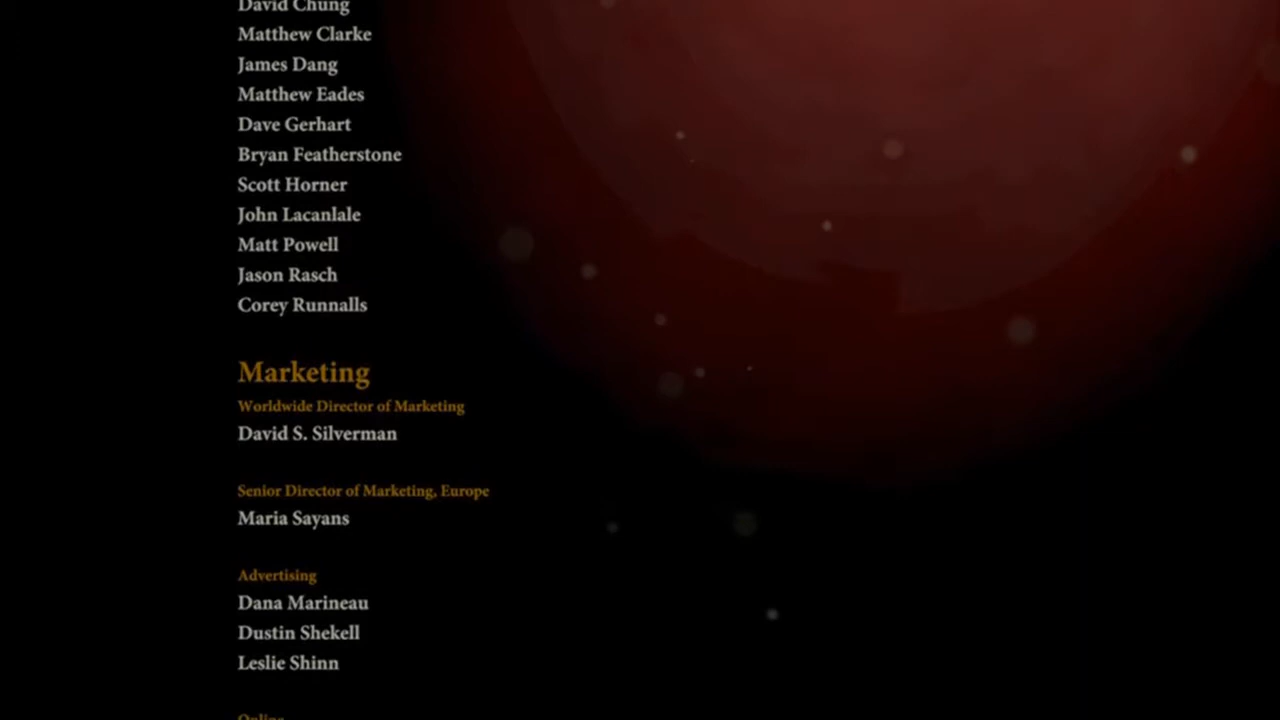 David Chung
Matthew Clarke
James Dang
Matthew Eades
Dave Gerhart
Bryan Featherstone
Scott Horner
John Lacanlale
Matt Powell
Jason Rasch
Corey Runnalls
Marketing
Worldwide Director of Marketing
David S. Silverman
Senior Director of Marketing, Europe
Maria Sayans
Advertising
Dana Marineau
Dustin Shekell
Leslie Shinn
Online